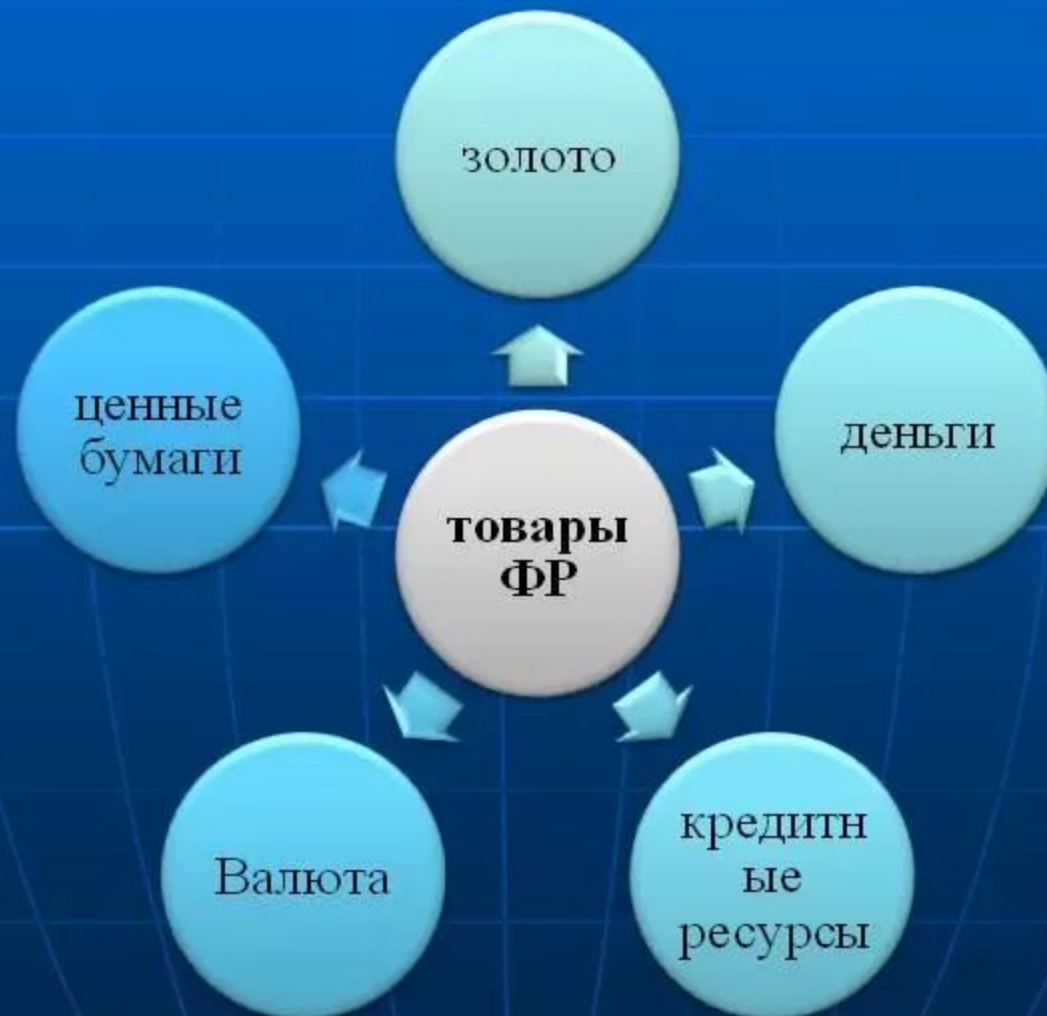 золото
ценные
бумаги
деньги
товары
ФР
Валюта
кредитн
ые
ресурсы